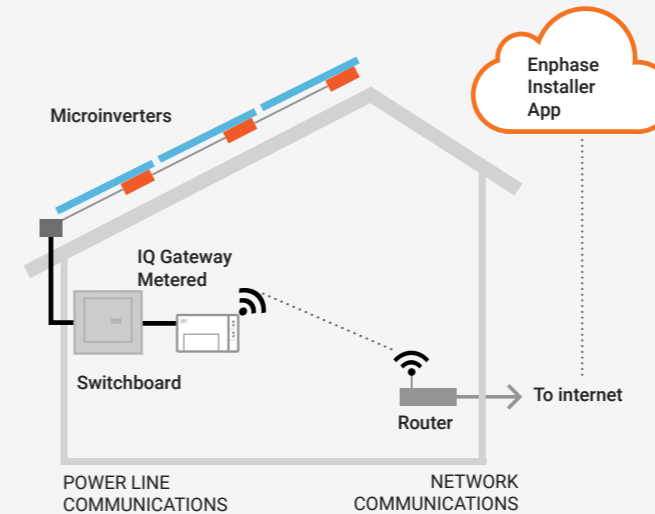 Enphase
Installer
App
Microinverters
IQ Gateway
Metered
Switchboard
Router
To internet
POWER LINE
COMMUNICATIONS
NETWORK
COMMUNICATIONS